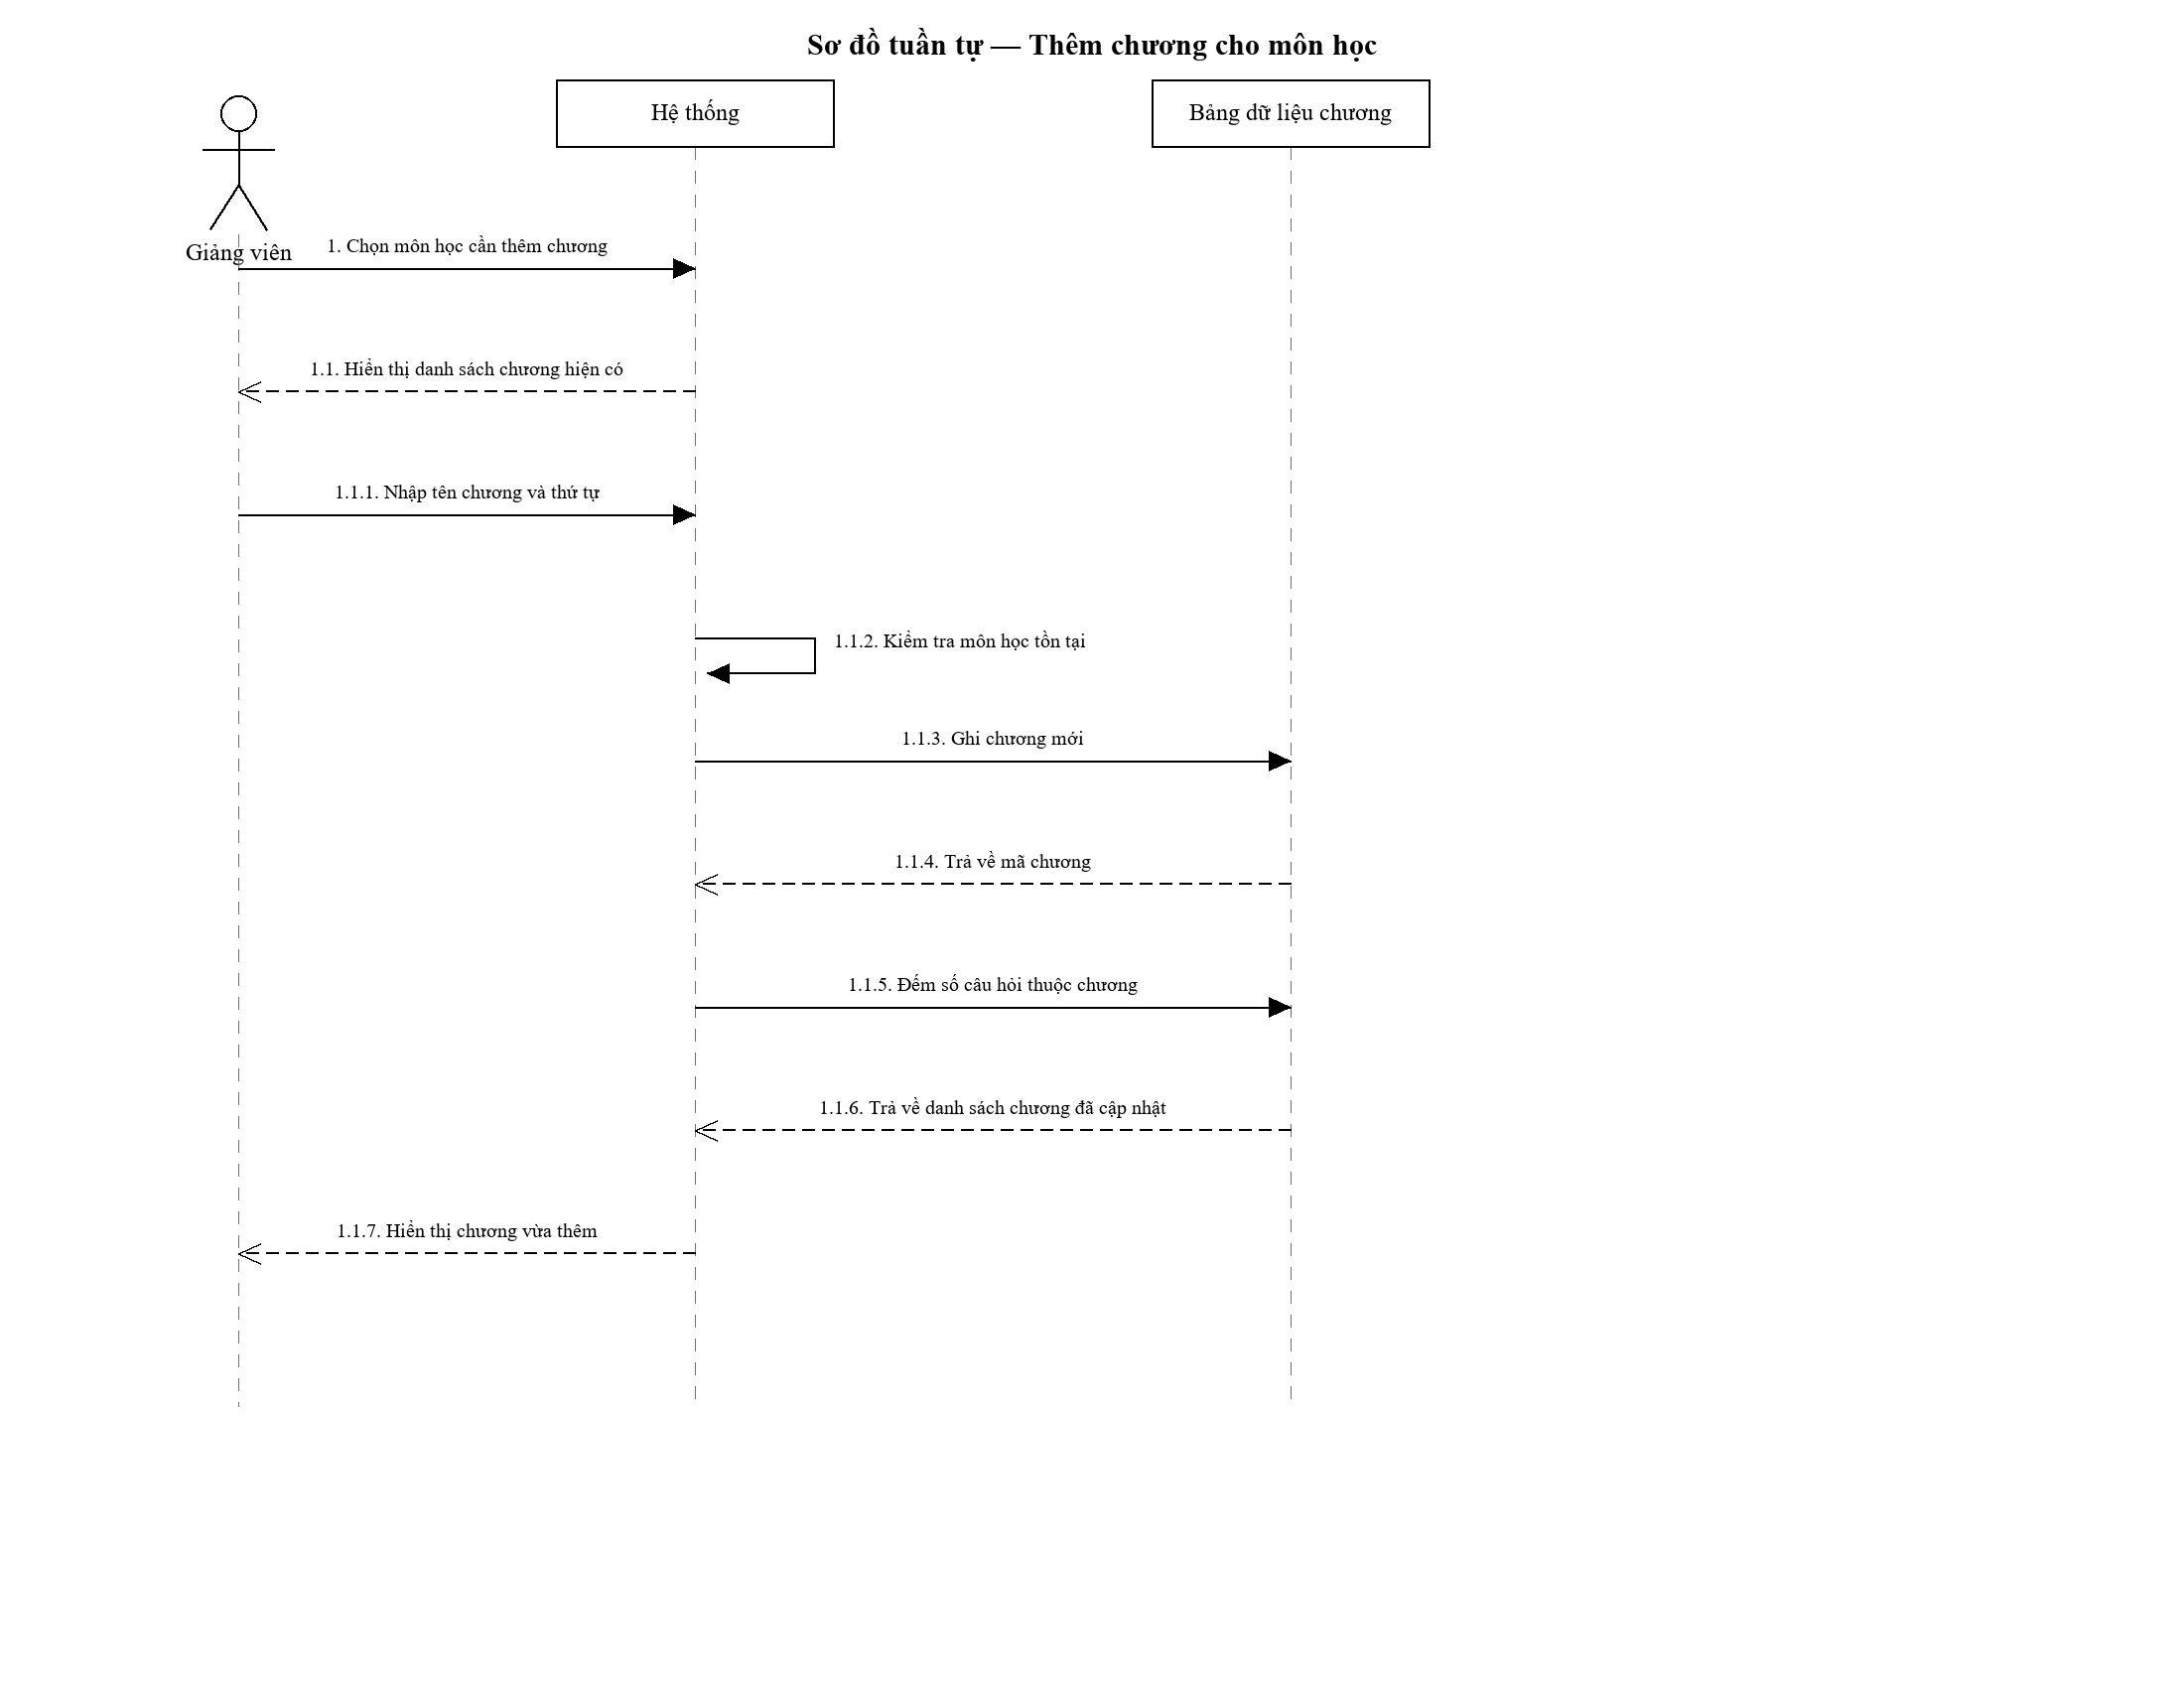 Sơ đồ tuần tự — Thêm chương cho môn học
Hệ thống
Bảng dữ liệu chương
Giảng viên
1. Chọn môn học cần thêm chương
1.1. Hiển thị danh sách chương hiện có
1.1.1. Nhập tên chương và thứ tự
1.1.2. Kiểm tra môn học tồn tại
1.1.3. Ghi chương mới
1.1.4. Trả về mã chương
1.1.5. Đếm số câu hỏi thuộc chương
1.1.6. Trả về danh sách chương đã cập nhật
1.1.7. Hiển thị chương vừa thêm